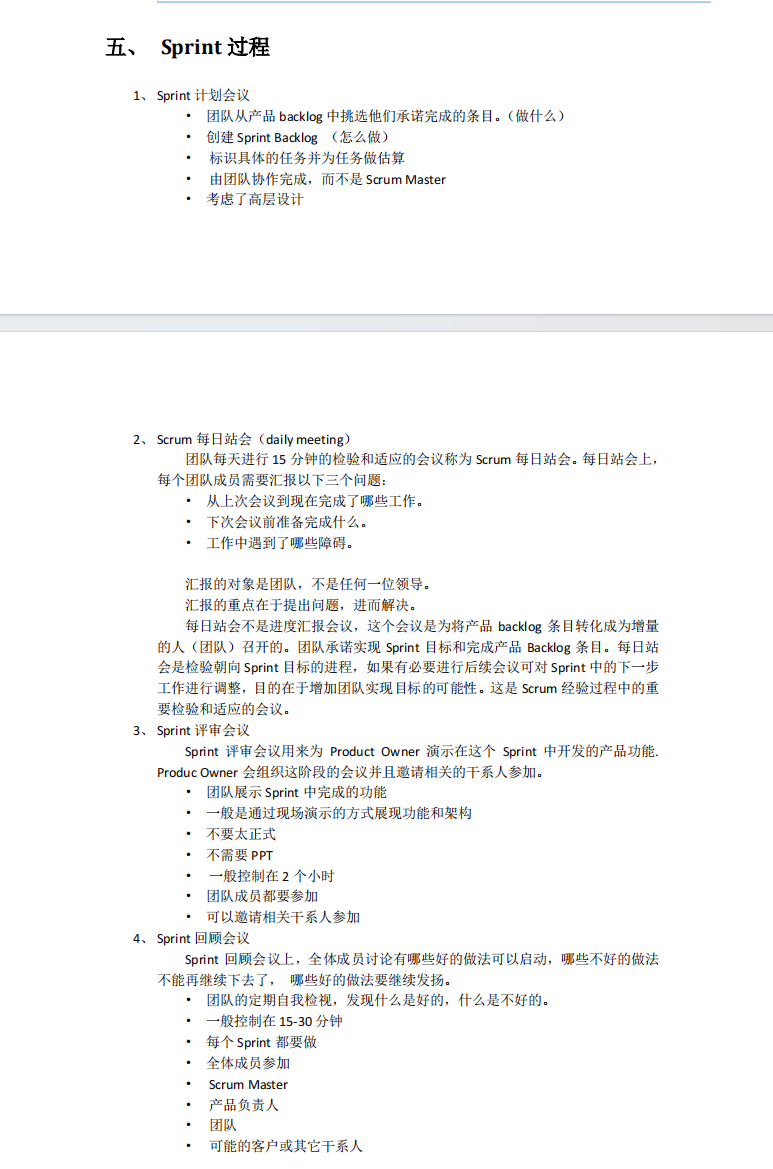 五、 Sprint 过程
1、 Sprint 计划会议
• 团队从产品 backlog 中挑选他们承诺完成的条目。（做什么）
• 创建 Sprint Backlog （怎么做）
• 标识具体的任务并为任务做估算
• 由团队协作完成，而不是 Scrum Master
• 考虑了高层设计
2、 Scrum 每日站会（daily meeting）
团队每天进行 15 分钟的检验和适应的会议称为 Scrum 每日站会。每日站会上，
每个团队成员需要汇报以下三个问题：
• 从上次会议到现在完成了哪些工作。
• 下次会议前准备完成什么。
• 工作中遇到了哪些障碍。
汇报的对象是团队，不是任何一位领导。
汇报的重点在于提出问题，进而解决。
每日站会不是进度汇报会议，这个会议是为将产品 backlog 条目转化成为增量
的人（团队）召开的。团队承诺实现 Sprint 目标和完成产品 Backlog 条目。每日站
会是检验朝向 Sprint 目标的进程，如果有必要进行后续会议可对 Sprint 中的下一步
工作进行调整，目的在于增加团队实现目标的可能性。这是 Scrum 经验过程中的重
要检验和适应的会议。
3、 Sprint 评审会议
Sprint 评审会议用来为 Product Owner 演示在这个 Sprint 中开发的产品功能.
Produc Owner 会组织这阶段的会议并且邀请相关的干系人参加。
• 团队展示 Sprint 中完成的功能
• 一般是通过现场演示的方式展现功能和架构
• 不要太正式
• 不需要 PPT
• 一般控制在 2 个小时
• 团队成员都要参加
• 可以邀请相关干系人参加
4、 Sprint 回顾会议
Sprint 回顾会议上，全体成员讨论有哪些好的做法可以启动，哪些不好的做法
不能再继续下去了， 哪些好的做法要继续发扬。
• 团队的定期自我检视，发现什么是好的，什么是不好的。
• 一般控制在 15-30 分钟
• 每个 Sprint 都要做
• 全体成员参加
• Scrum Master
• 产品负责人
• 团队
• 可能的客户或其它干系人